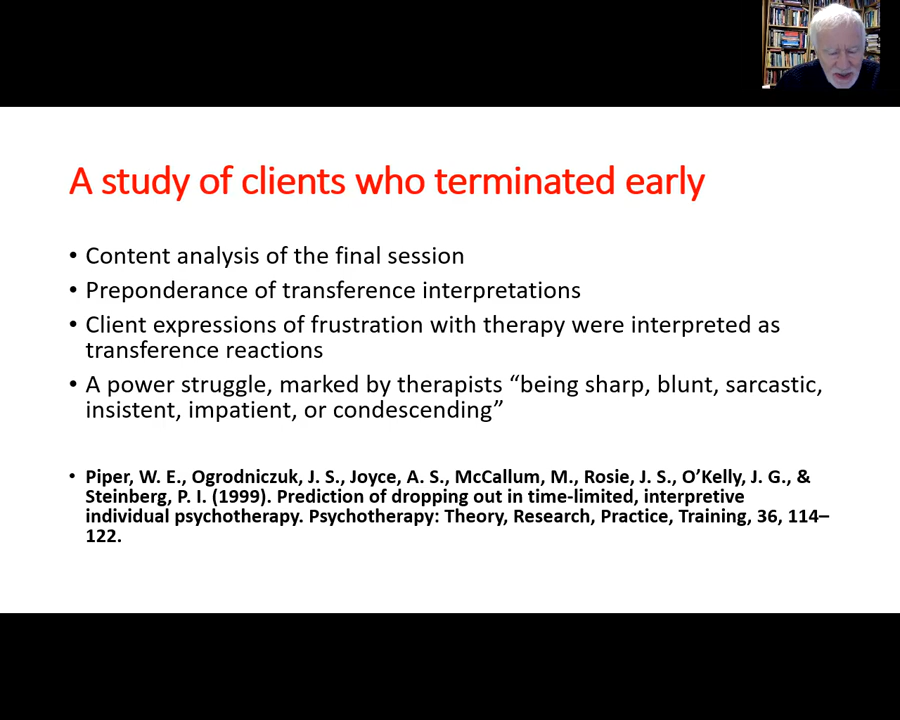 A study of clients who terminated early
• Content analysis of the final session
• Preponderance of transference interpretations
• Client expressions of frustration with therapy were interpreted as
transference reactions
• A power struggle, marked by therapists “being sharp, blunt, sarcastic,
insistent, impatient, or condescending”
• Piper, W. E., Ogrodniczuk, J. S., Joyce, A. S., McCallum, M., Rosie, J. S., O’Kelly, J. G., &
Steinberg, P. I. (1999). Prediction of dropping out in time-limited, interpretive
individual psychotherapy. Psychotherapy: Theory, Research, Practice, Training, 36, 114–
122.